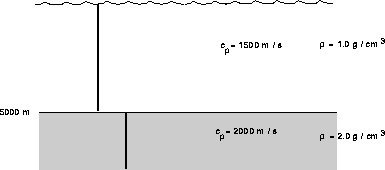 c_p = 1500 m / s ρ = 1.0 g / cm^3
5000 m
c_p = 2000 m / s ρ = 2.0 g / cm^3